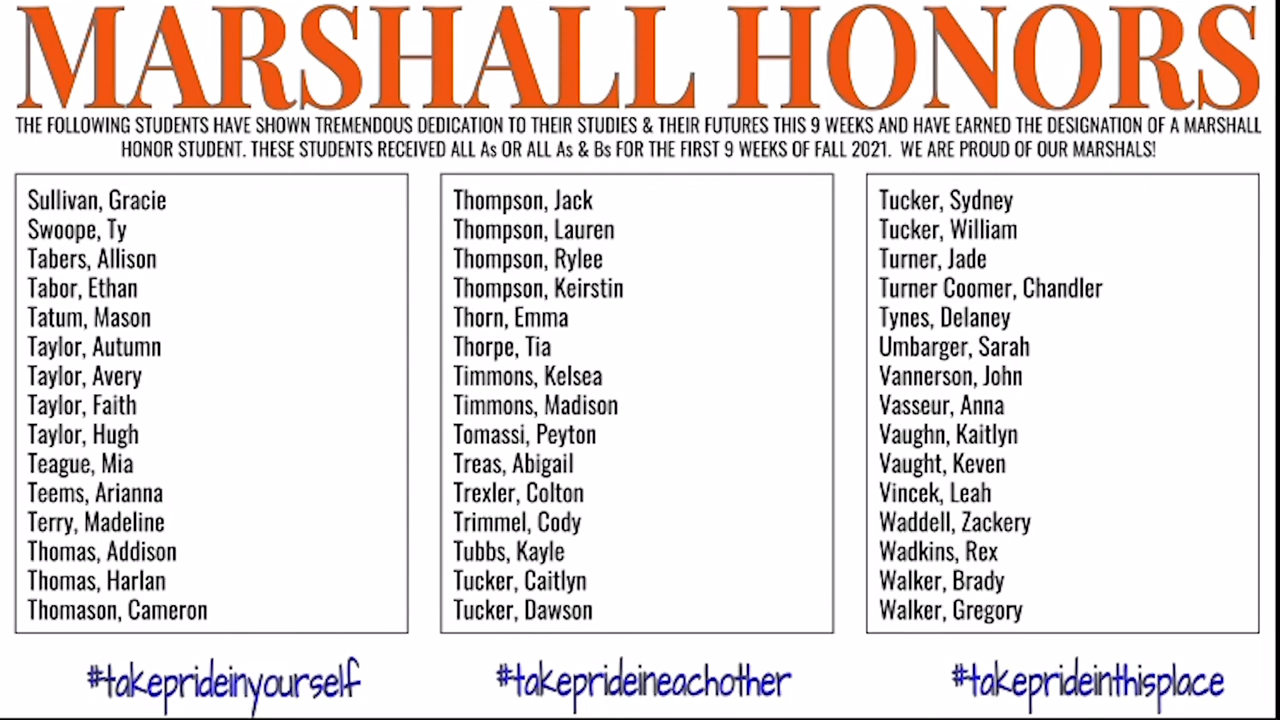 MARSHALL HONORS
THE FOLLOWING STUDENTS HAVE SHOWN TREMENDOUS DEDICATION TO THEIR STUDIES & THEIR FUTURES THIS 9 WEEKS AND HAVE EARNED THE DESIGNATION OF A MARSHALL
HONOR STUDENT. THESE STUDENTS RECEIVED ALL As OR ALL As & Bs FOR THE FIRST 9 WEEKS OF FALL 2021. WE ARE PROUD OF OUR MARSHALS!
Sullivan, Gracie
Swoope, Ty
Tabers, Allison
Tabor, Ethan
Tatum, Mason
Taylor, Autumn
Taylor, Avery
Taylor, Faith
Taylor, Hugh
Teague, Mia
Teems, Arianna
Terry, Madeline
Thomas, Addison
Thomas, Harlan
Thomason, Cameron
Thompson, Jack
Thompson, Lauren
Thompson, Rylee
Thompson, Keirstin
Thorn, Emma
Thorpe, Tia
Timmons, Kelsea
Timmons, Madison
Tomassi, Peyton
Treas, Abigail
Trexler, Colton
Trimmel, Cody
Tubbs, Kayle
Tucker, Caitlyn
Tucker, Dawson
Tucker, Sydney
Tucker, William
Turner, Jade
Turner Coomer, Chandler
Tynes, Delaney
Umbarger, Sarah
Vannerson, John
Vasseur, Anna
Vaughn, Kaitlyn
Vaught, Keven
Vincek, Leah
Waddell, Zackery
Wadkins, Rex
Walker, Brady
Walker, Gregory
#takeprideinyourself
#takeprideineachother
#takeprideinthisplace